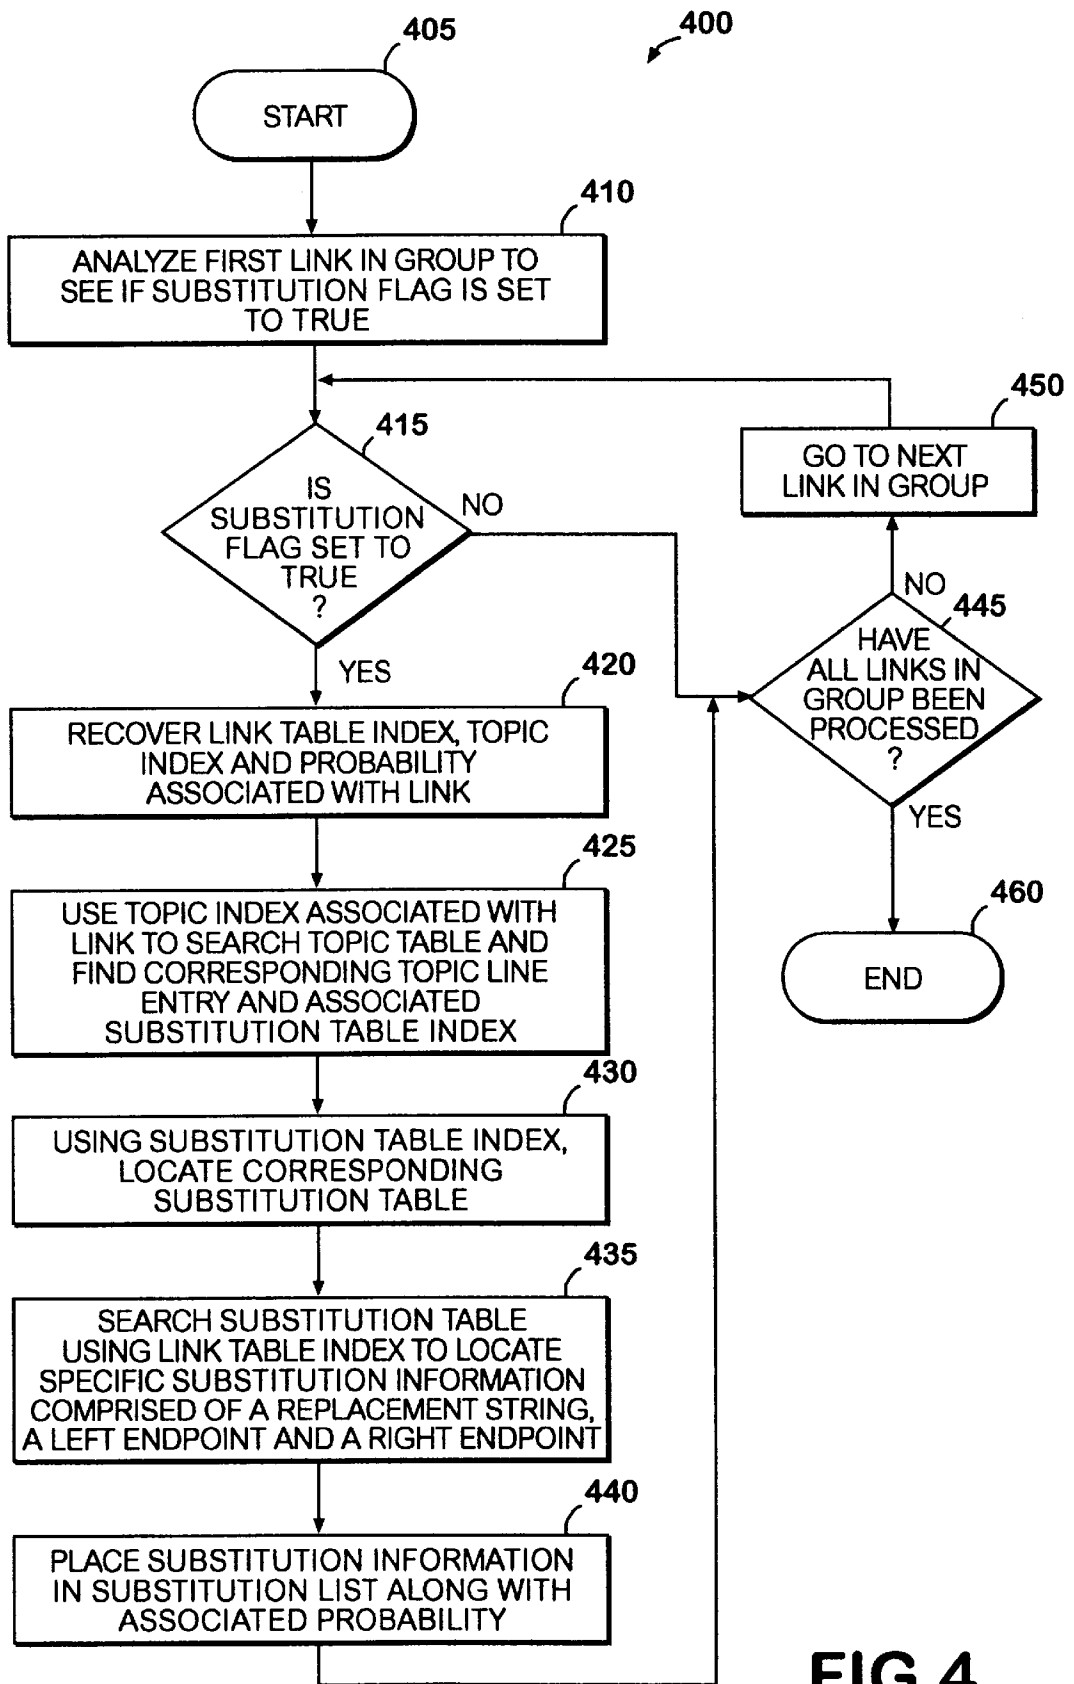 400
405
START
410
ANALYZE FIRST LINK IN GROUP TO
SEE IF SUBSTITUTION FLAG IS SET
TO TRUE
415
IS
SUBSTITUTION
FLAG SET TO
TRUE
?
NO
YES
420
RECOVER LINK TABLE INDEX, TOPIC
INDEX AND PROBABILITY
ASSOCIATED WITH LINK
425
USE TOPIC INDEX ASSOCIATED WITH
LINK TO SEARCH TOPIC TABLE AND
FIND CORRESPONDING TOPIC LINE
ENTRY AND ASSOCIATED
SUBSTITUTION TABLE INDEX.
430
USING SUBSTITUTION TABLE INDEX,
LOCATE CORRESPONDING
SUBSTITUTION TABLE.
435
SEARCH SUBSTITUTION TABLE
USING LINK TABLE INDEX TO LOCATE
SPECIFIC SUBSTITUTION INFORMATION
COMPRISED OF A REPLACEMENT STRING,
A LEFT ENDPOINT AND A RIGHT ENDPOINT
440
PLACE SUBSTITUTION INFORMATION
IN SUBSTITUTION LIST ALONG WITH
ASSOCIATED PROBABILITY
450
GO TO NEXT
LINK IN GROUP
NO
445
HAVE
ALL LINKS IN
GROUP BEEN
PROCESSED
?
YES
460
END
FIG.4